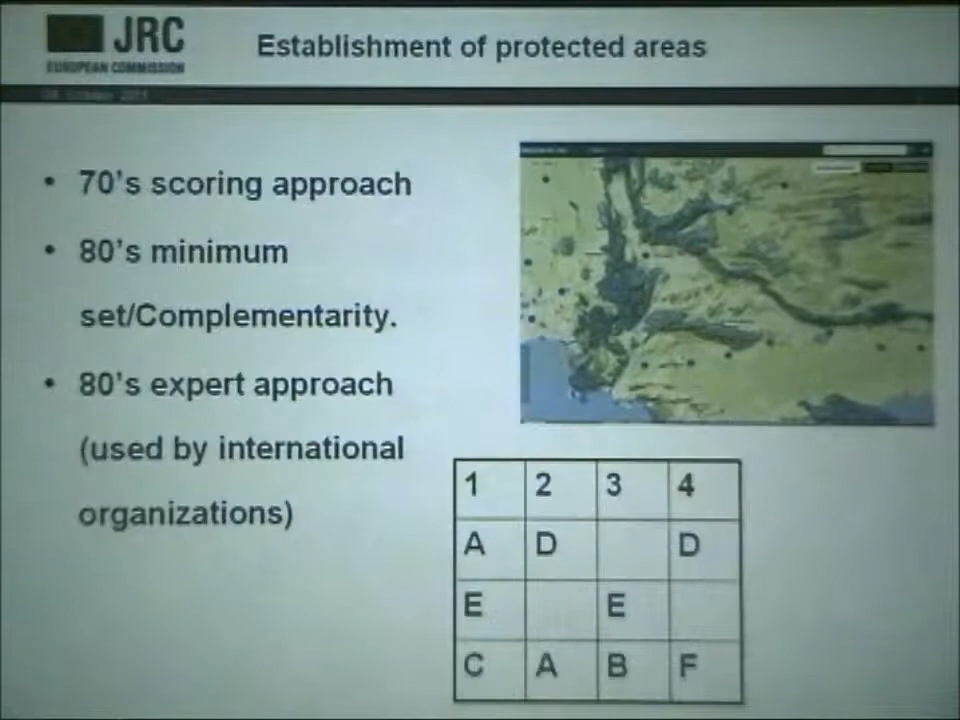 JRC
EUROPEAN COMMISSION
Establishment of protected areas
• 70's scoring approach
• 80's minimum
set/Complementarity.
• 80's expert approach
(used by international
organizations)
1 2 3 4
A D D
E E
C A B F